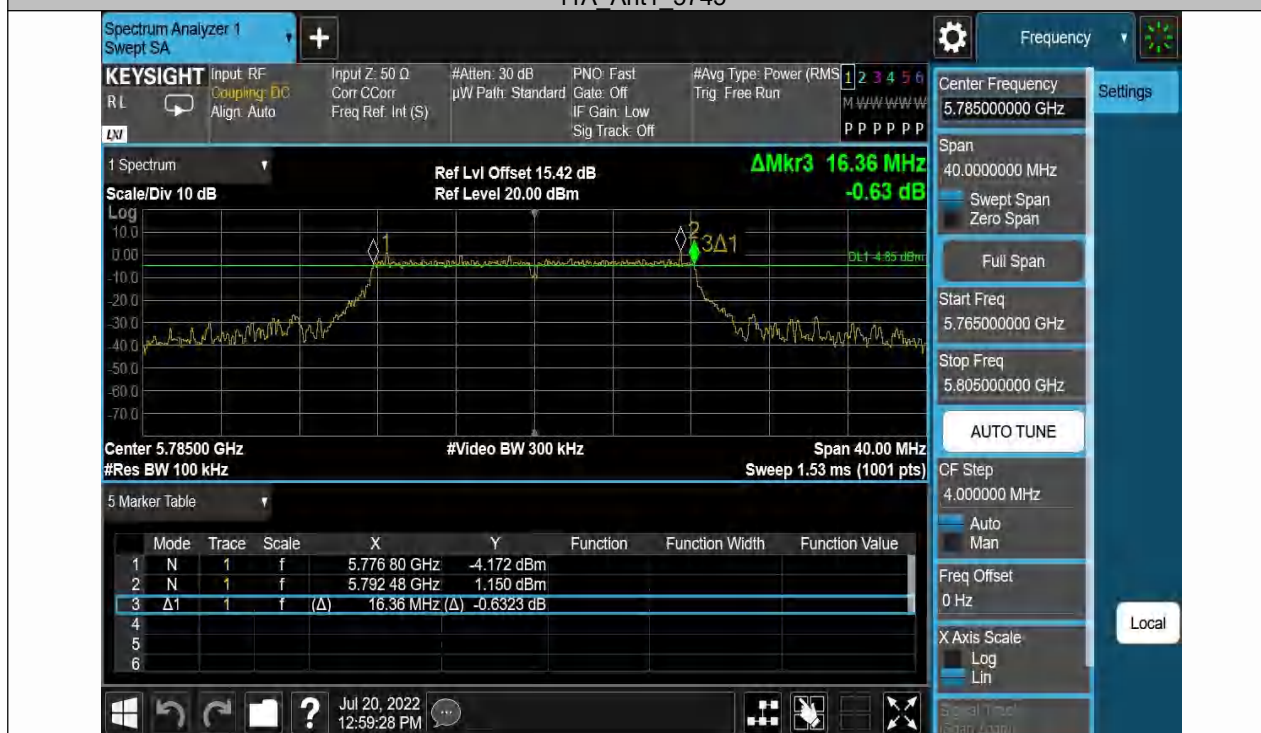 Spectrum Analyzer 1
Swept SA
Frequency
KEYSIGHT
RL
LXI
Input: RF
Coupling: DC
Align: Auto
Input Z: 50 Ω
Corr CCorr
Freq Ref: Int (S)
#Atten: 30 dB
µW Path: Standard
PNO: Fast
Gate: Off
IF Gain: Low
Sig Track: Off
#Avg Type: Power (RMS
Trig: Free Run
1 2 3 4 5 6
M W W W W W
P P P P P P
Center Frequency
5.785000000 GHz
Settings
Span
40.0000000 MHz
Swept Span
Zero Span
Full Span
Start Freq
5.765000000 GHz
Stop Freq
5.805000000 GHz
AUTO TUNE
CF Step
4.000000 MHz
Auto
Man
Freq Offset
0 Hz
X Axis Scale
Log
Lin
Local
1 Spectrum
Scale/Div 10 dB
Log
Ref Lvl Offset 15.42 dB
Ref Level 20.00 dBm
ΔMkr3 16.36 MHz
-0.63 dB
10.0
0.00
-10.0
-20.0
-30.0
-40.0
-50.0
-60.0
-70.0
1
2
3Δ1
DL1 -4.85 dBm
Center 5.78500 GHz
#Video BW 300 kHz
Span 40.00 MHz
#Res BW 100 kHz
Sweep 1.53 ms (1001 pts)
5 Marker Table
Mode Trace Scale X Y Function Function Width Function Value
1 N 1 f 5.776 80 GHz -4.172 dBm
2 N 1 f 5.792 48 GHz 1.150 dBm
3 Δ1 1 f (Δ) 16.36 MHz (Δ) -0.6323 dB
4
5
6
?
Jul 20, 2022
12:59:28 PM